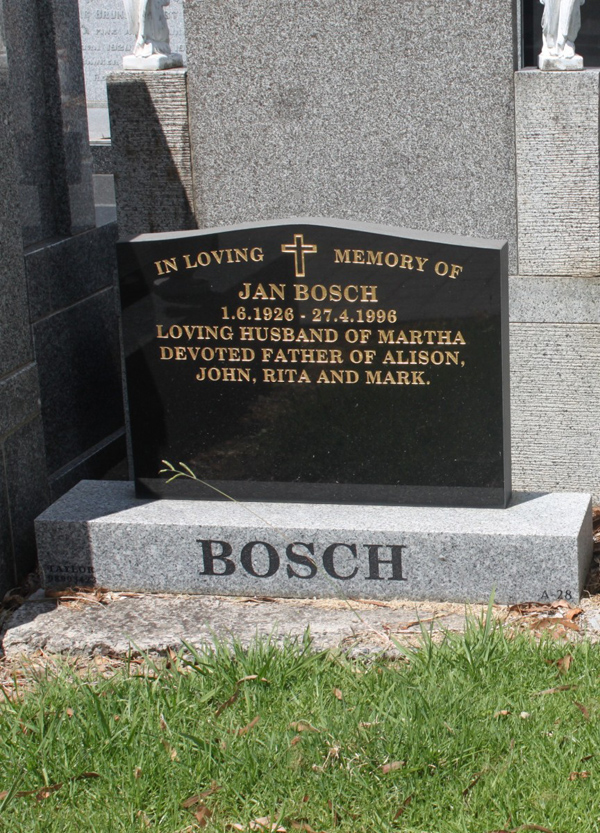 IN LOVING MEMORY OF
JAN BOSCH
1.6.1926 - 27.4.1996
LOVING HUSBAND OF MARTHA
DEVOTED FATHER OF ALISON,
JOHN, RITA AND MARK.
BOSCH
TAYLOR
A-28